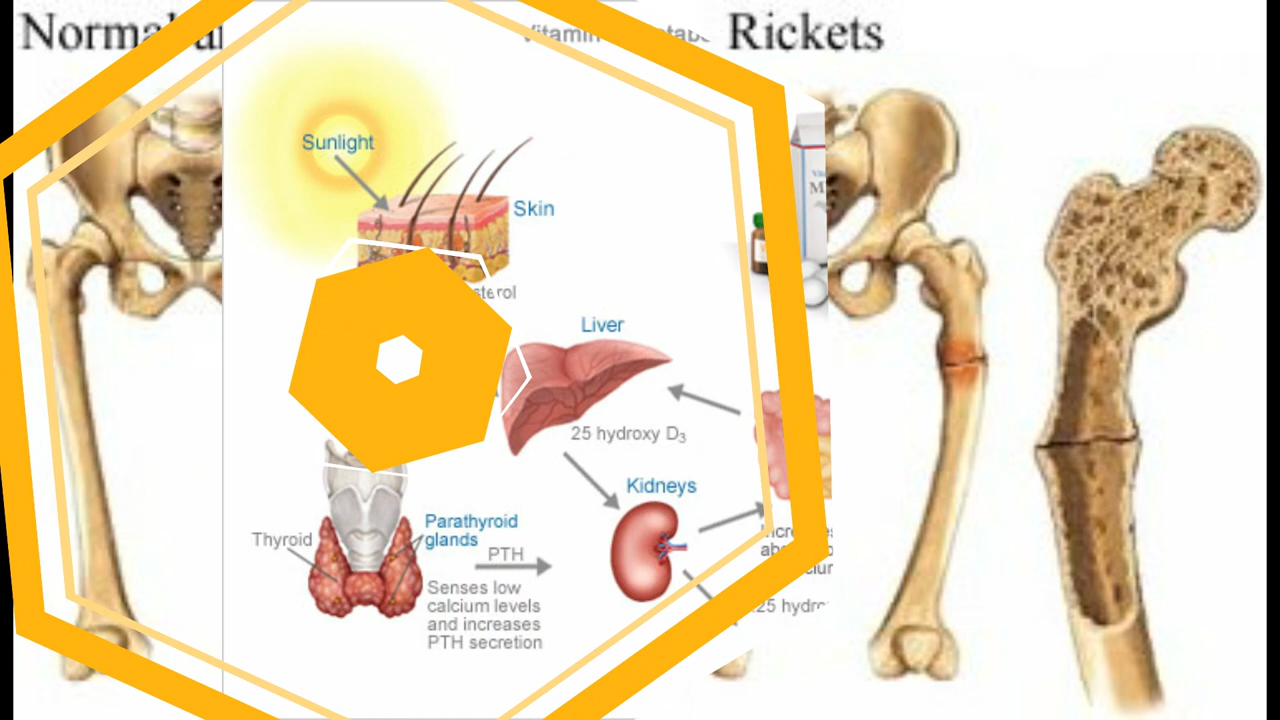 Rickets
Sunlight
Skin
Liver
25 hydroxy D3
Kidneys
Thyroid
Parathyroid
glands
PTH
Senses low
calcium levels
and increases
PTH secretion